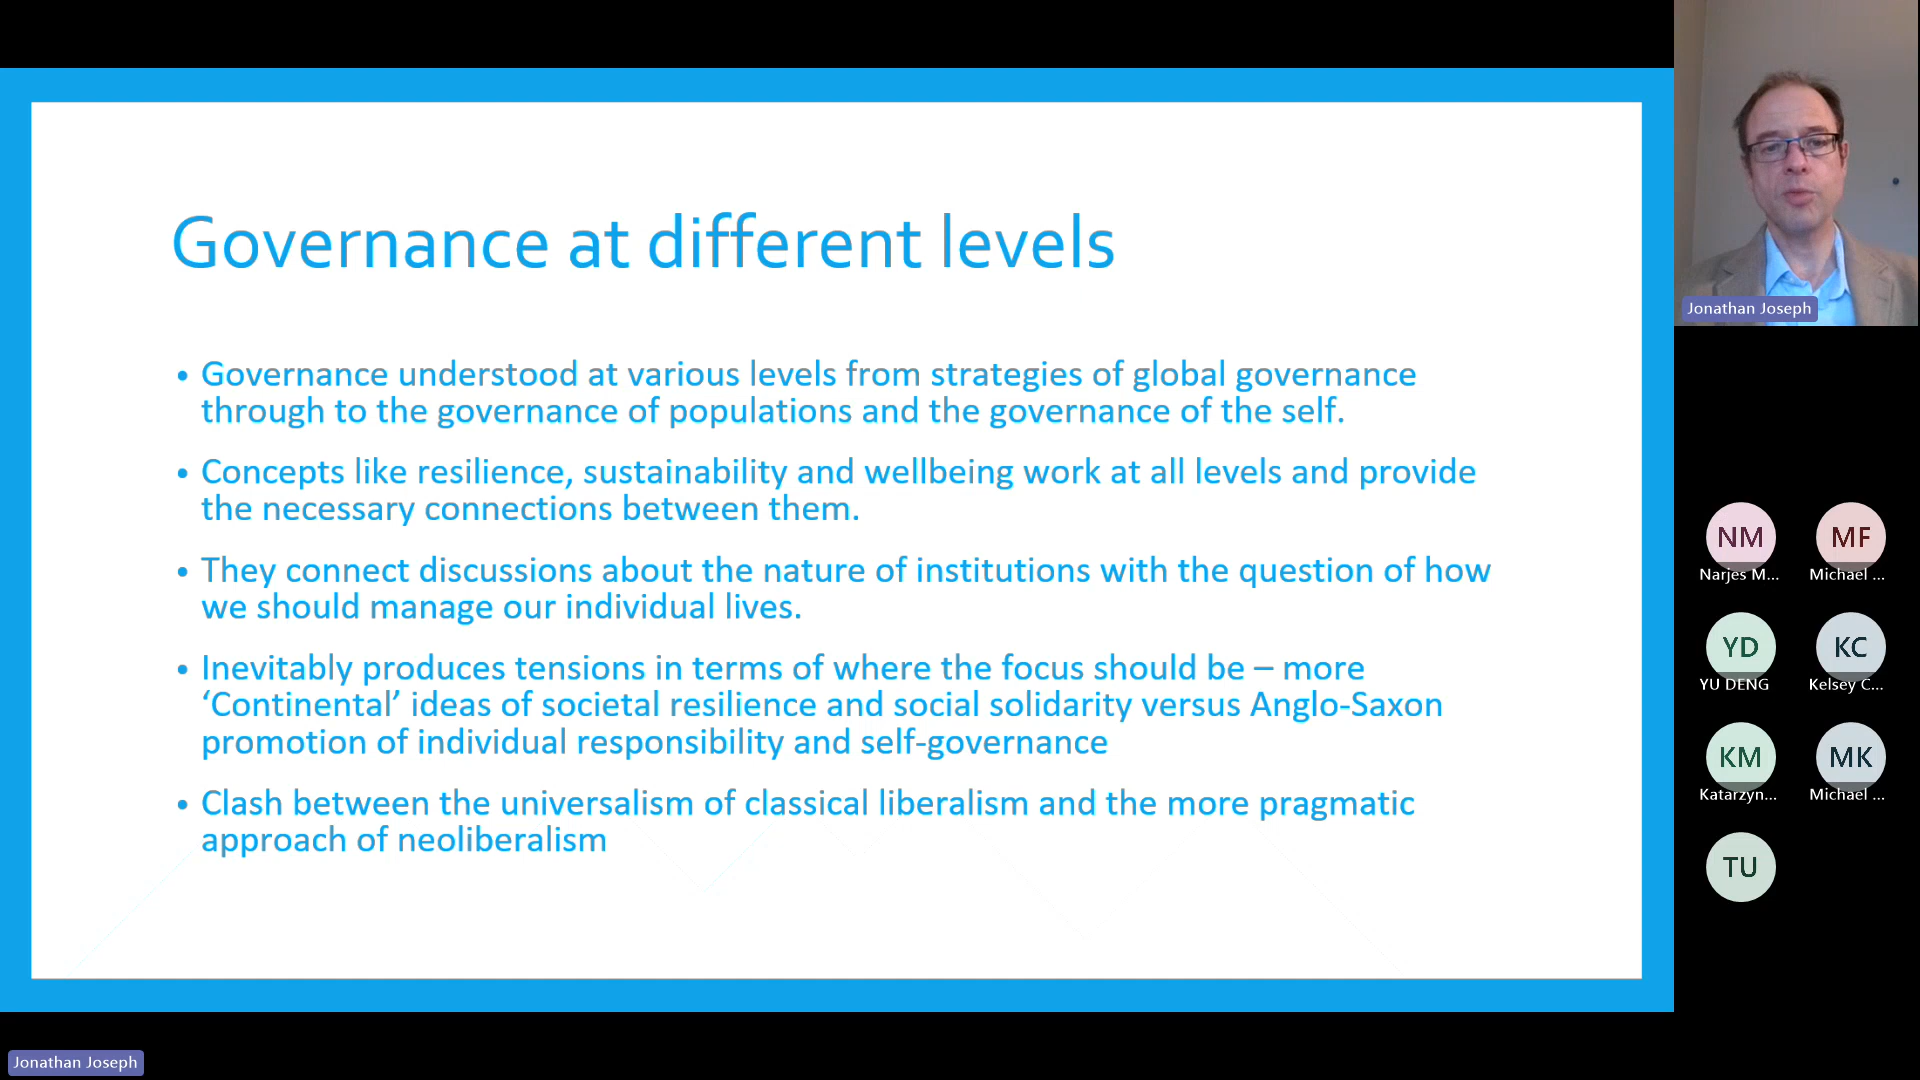 Governance at different levels
• Governance understood at various levels from strategies of global governance
through to the governance of populations and the governance of the self.
• Concepts like resilience, sustainability and wellbeing work at all levels and provide
the necessary connections between them.
• They connect discussions about the nature of institutions with the question of how
we should manage our individual lives.
• Inevitably produces tensions in terms of where the focus should be – more
‘Continental’ ideas of societal resilience and social solidarity versus Anglo-Saxon
promotion of individual responsibility and self-governance
• Clash between the universalism of classical liberalism and the more pragmatic
approach of neoliberalism
Jonathan Joseph
NM
Narjes M...
MF
Michael ...
YD
YU DENG
KC
Kelsey C...
KM
Katarzyn...
MK
Michael ...
TU
Jonathan Joseph